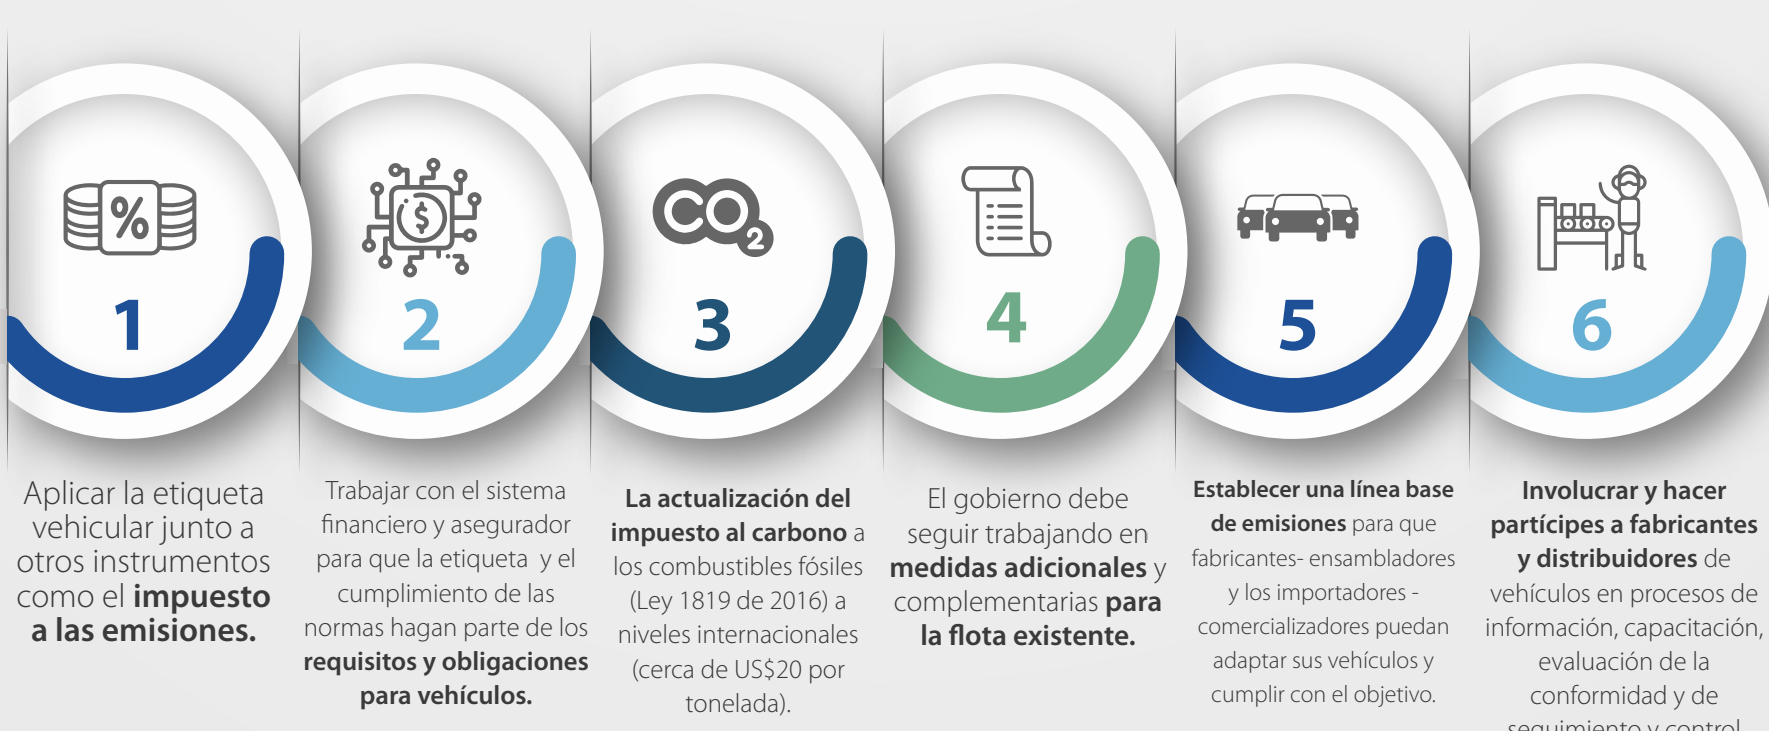 %
$
CO2
1
2
3
4
5
6
Aplicar la etiqueta
vehicular junto a
otros instrumentos
como el impuesto
a las emisiones.
Trabajar con el sistema
financiero y asegurador
para que la etiqueta y el
cumplimiento de las
normas hagan parte de los
requisitos y obligaciones
para vehículos.
La actualización del
impuesto al carbono a
los combustibles fósiles
(Ley 1819 de 2016) a
niveles internacionales
(cerca de US$20 por
tonelada).
El gobierno debe
seguir trabajando en
medidas adicionales y
complementarias para
la flota existente.
Establecer una línea base
de emisiones para que
fabricantes- ensambladores
y los importadores -
comercializadores puedan
adaptar sus vehículos y
cumplir con el objetivo.
Involucrar y hacer
partícipes a fabricantes
y distribuidores de
vehículos en procesos de
información, capacitación,
evaluación de la
conformidad y de
seguimiento y control